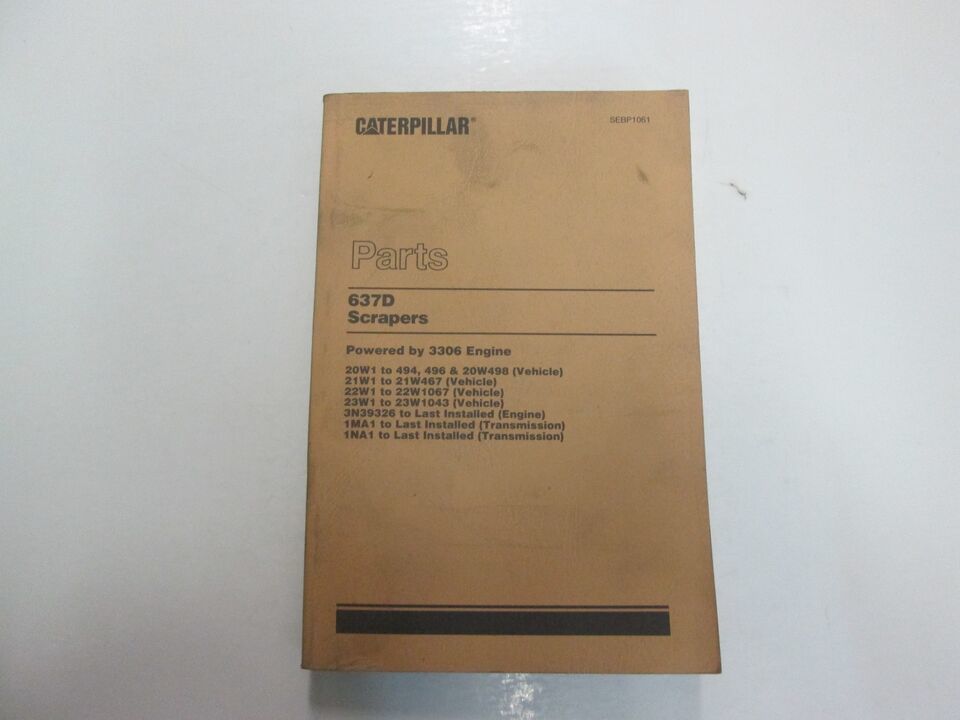 CATERPILLAR®
SEBP1061
Parts
637D
Scrapers
Powered by 3306 Engine
20W1 to 494, 496 & 20W498 (Vehicle)
21W1 to 21W467 (Vehicle)
22W1 to 22W1067 (Vehicle)
23W1 to 23W1043 (Vehicle)
3N39326 to Last Installed (Engine)
1MA1 to Last Installed (Transmission)
1NA1 to Last Installed (Transmission)